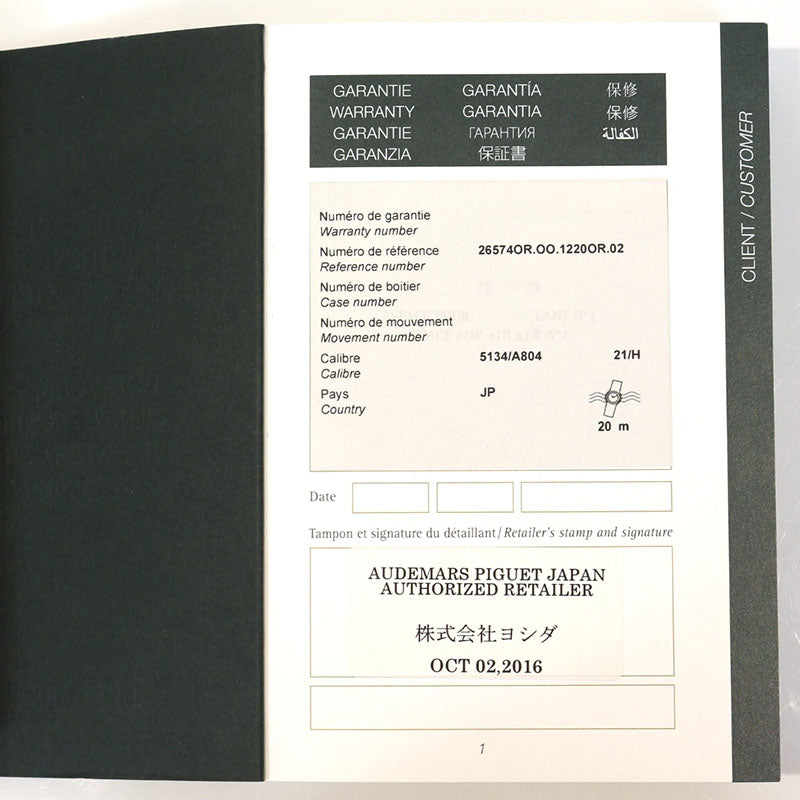 GARANTIE GARANTÍA 保修
WARRANTY GARANTIA 保修
GARANTIE ГАРАНТИЯ الكفالة
GARANZIA 保証書
CLIENT / CUSTOMER
Numéro de garantie
Warranty number
Numéro de référence 26574OR.OO.1220OR.02
Reference number
Numéro de boitier
Case number
Numéro de mouvement
Movement number
Calibre 5134/A804 21/H
Calibre
Pays JP
Country
20 m
Date
Tampon et signature du détaillant / Retailer's stamp and signature
AUDEMARS PIGUET JAPAN
AUTHORIZED RETAILER
株式会社ヨシダ
OCT 02,2016
1